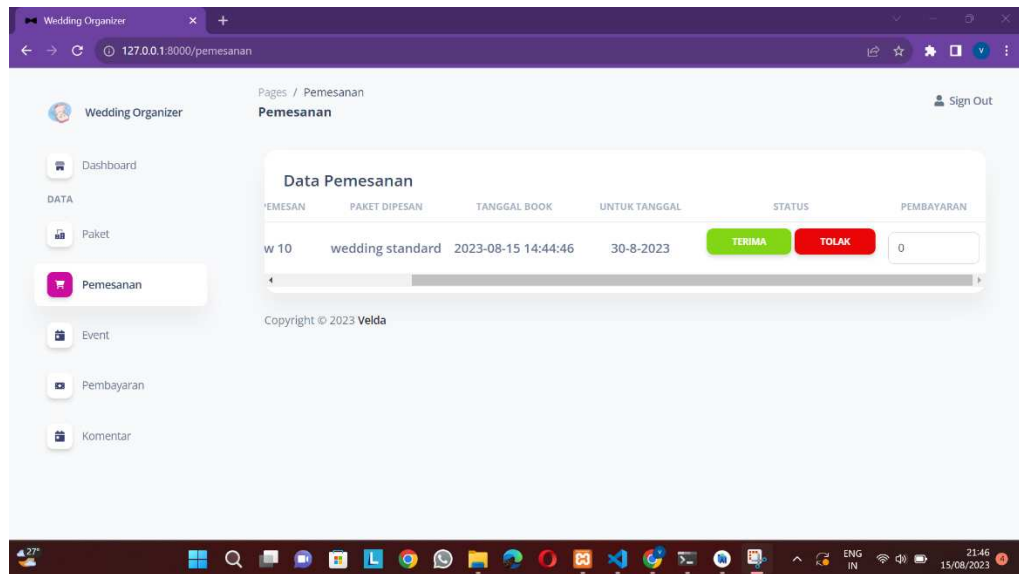 Wedding Organizer
127.0.0.1:8000/pemesanan
V
Pages / Pemesanan
Pemesanan
Sign Out
Wedding Organizer
Dashboard
DATA
Paket
Pemesanan
Event
Pembayaran
Komentar
Data Pemesanan
EMESAN PAKET DIPESAN TANGGAL BOOK UNTUK TANGGAL STATUS PEMBAYARAN
w 10 wedding standard 2023-08-15 14:44:46 30-8-2023 TERIMA TOLAK 0
Copyright © 2023 Velda
27°
L
ENG
IN
21:46
15/08/2023
4